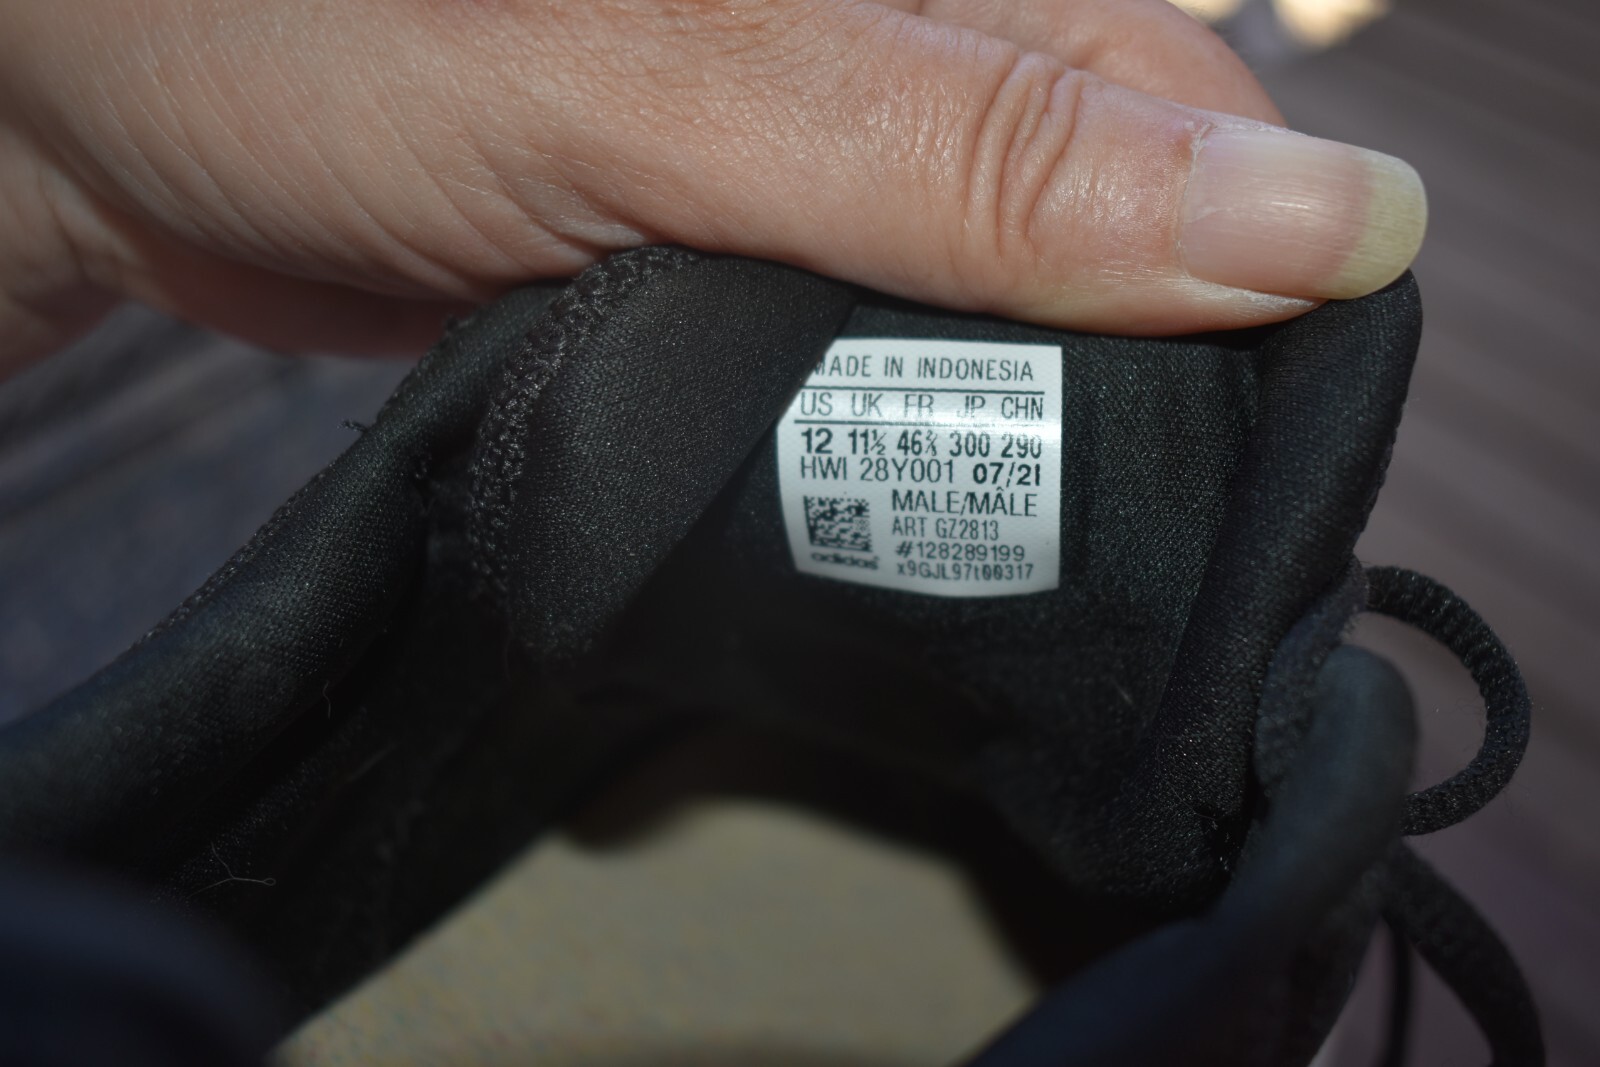 MADE IN INDONESIA
US UK FR JP CHN
12 11½ 46⅔ 300 290
HWI 28Y001 07/21
MALE/MÂLE
ART GZ2813
#128289199
x9GJL97t00317
adidas